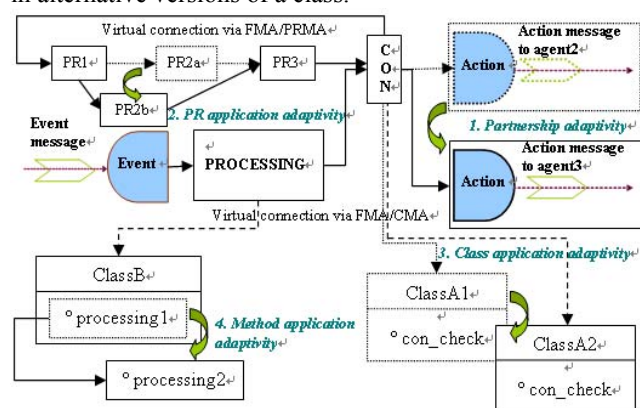 in alternative versions of a class.
Virtual connection via FMA/PRMA
PR1
PR2a
PR3
PR2b
2. PR application adaptivity
C
O
N
Action
Action message
to agent2
1. Partnership adaptivity
Action
Action message
to agent3
Event
message
Event
PROCESSING
Virtual connection via FMA/CMA
ClassB
° processing1
4. Method application
adaptivity
° processing2
3. Class application adaptivity
ClassA1
° con_check
ClassA2
° con_check